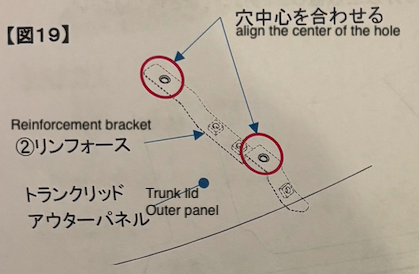 【図19】
穴中心を合わせる
align the center of the hole
Reinforcement bracket
②リンフォース
トランクリッド
アウターパネル
Trunk lid
Outer panel